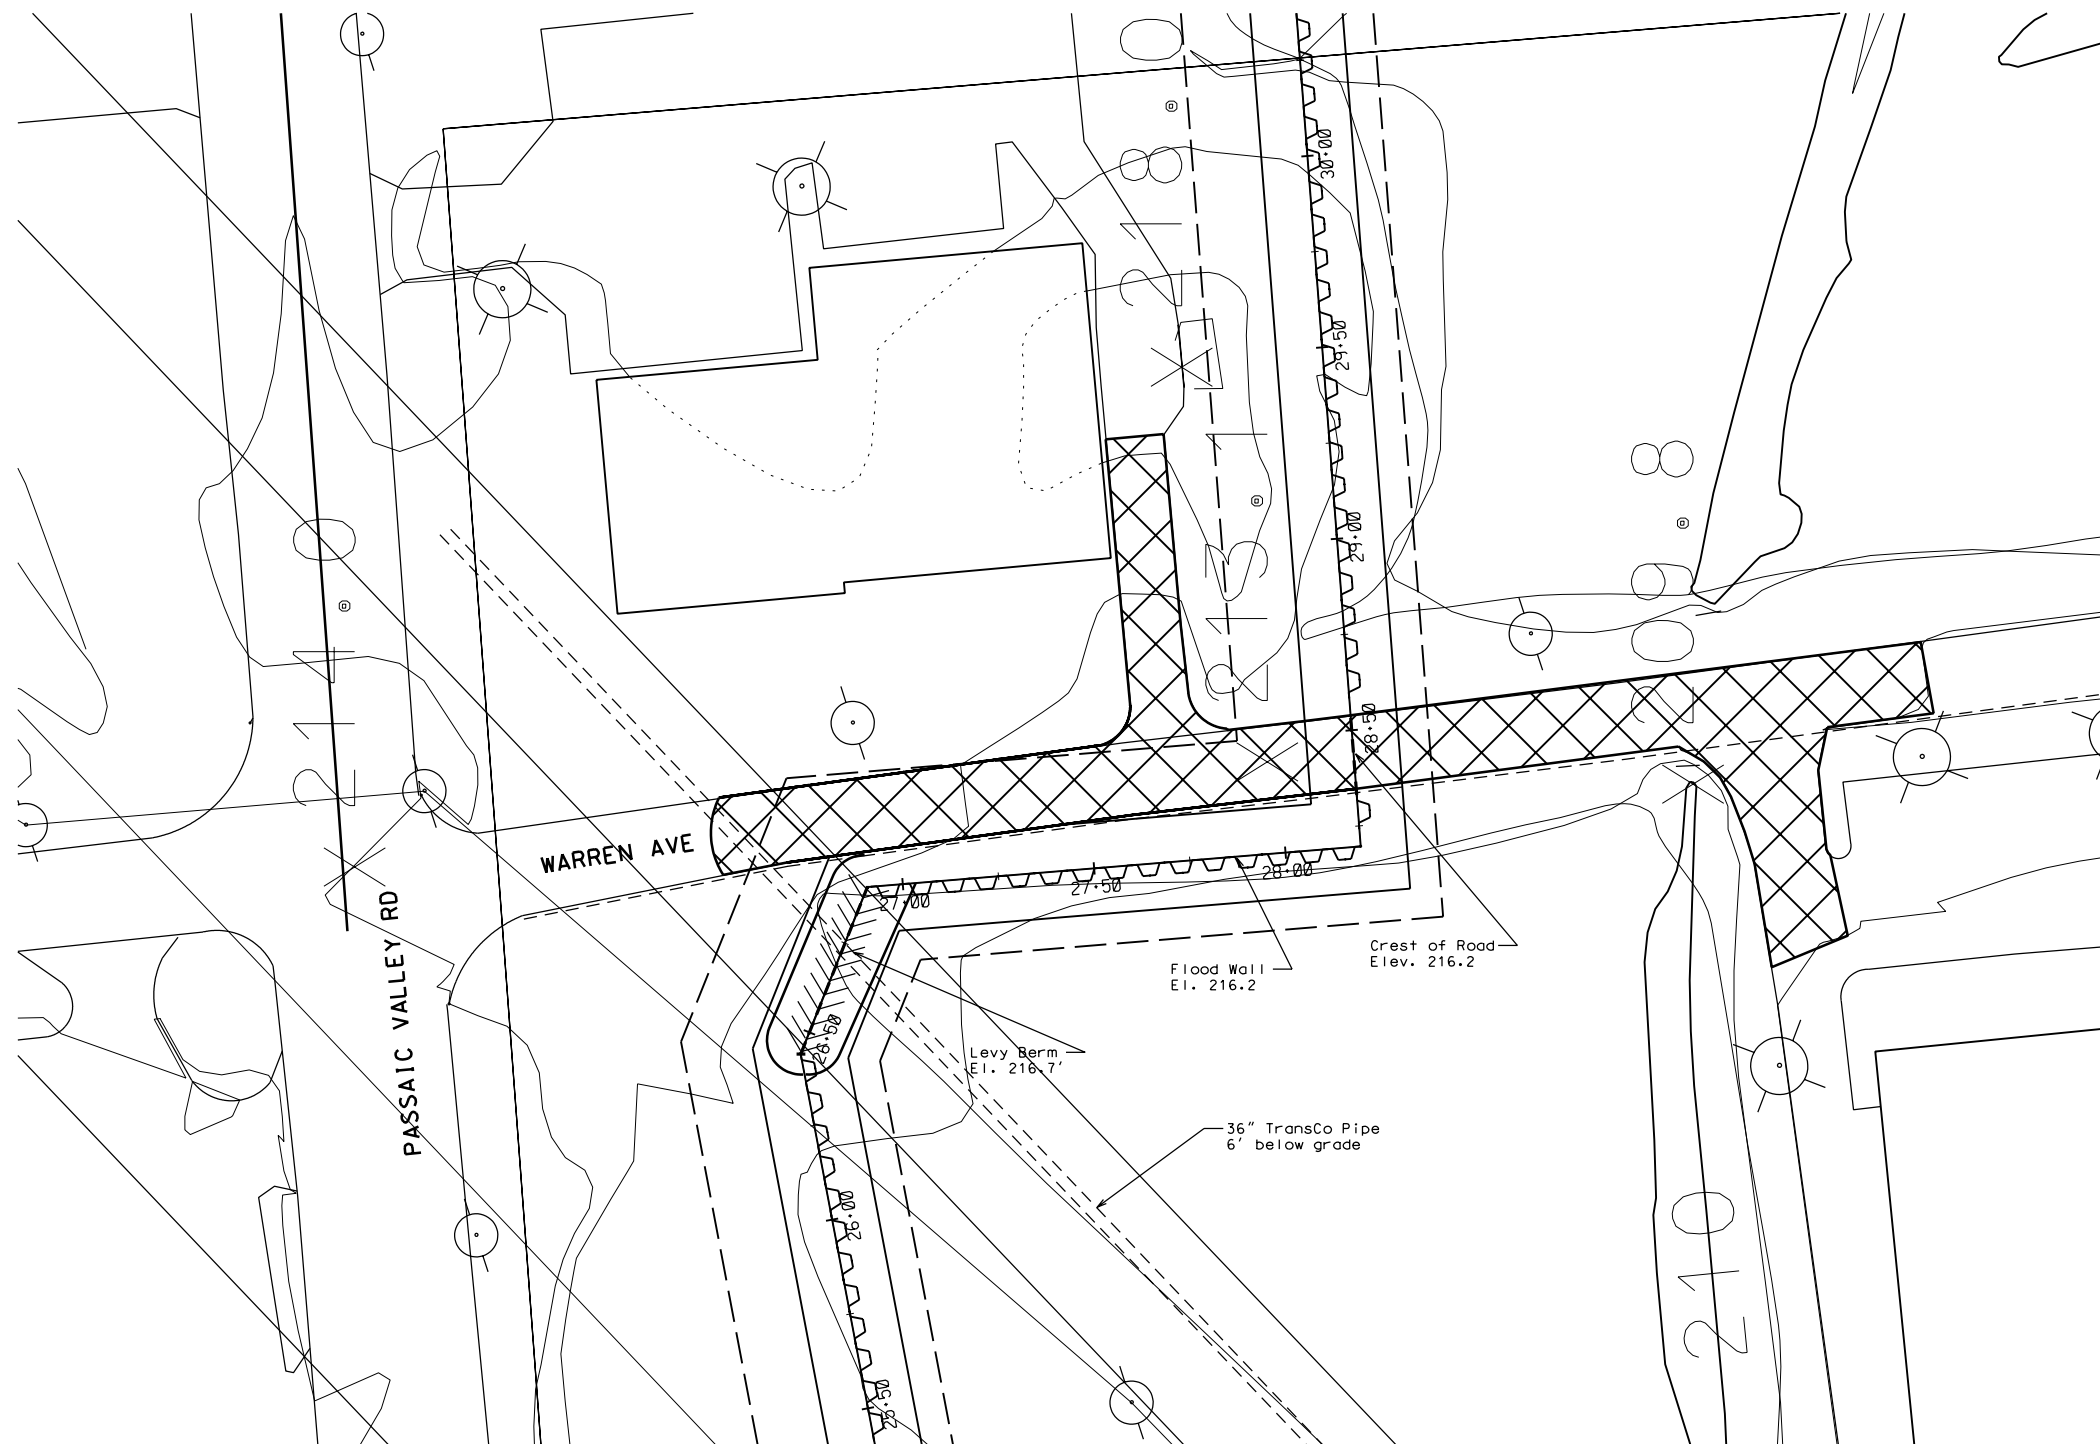 30+00
29+50
29+00
28+50
WARREN AVE
28+00
27+50
27+00
PASSAIC VALLEY RD
Crest of Road
Elev. 216.2
Flood Wall
El. 216.2
26+50
Levy Berm
El. 216.7'
36" TransCo Pipe
6' below grade
26+00
25+50